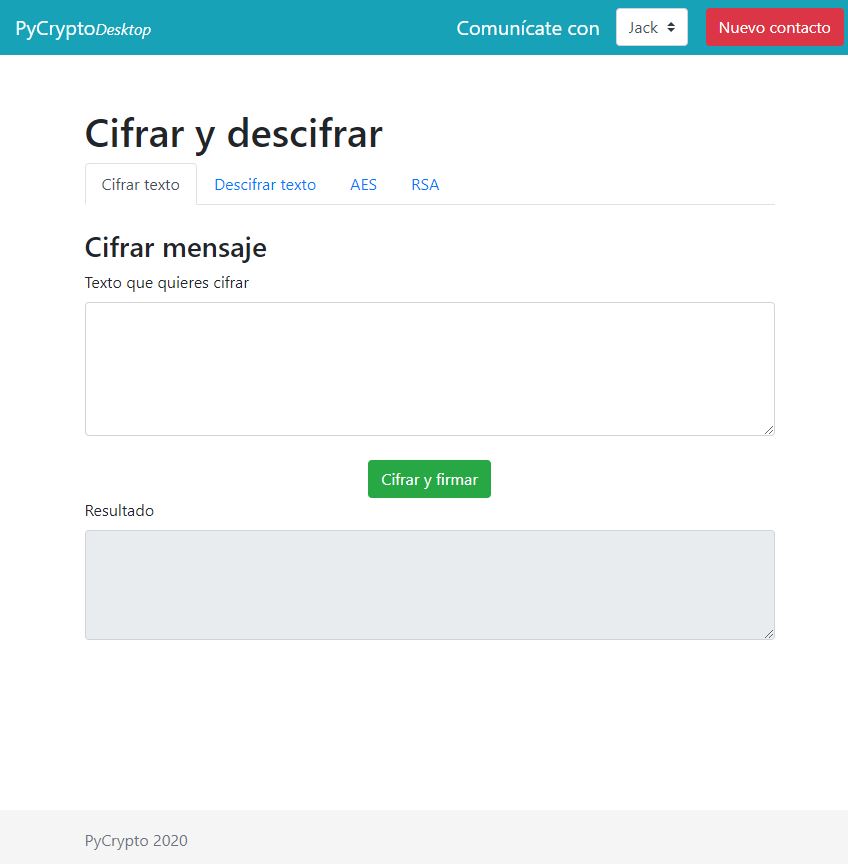 PyCryptoDesktop Comunícate con Jack Nuevo contacto
Cifrar y descifrar
Cifrar texto Descifrar texto AES RSA
Cifrar mensaje
Texto que quieres cifrar
Cifrar y firmar
Resultado
PyCrypto 2020